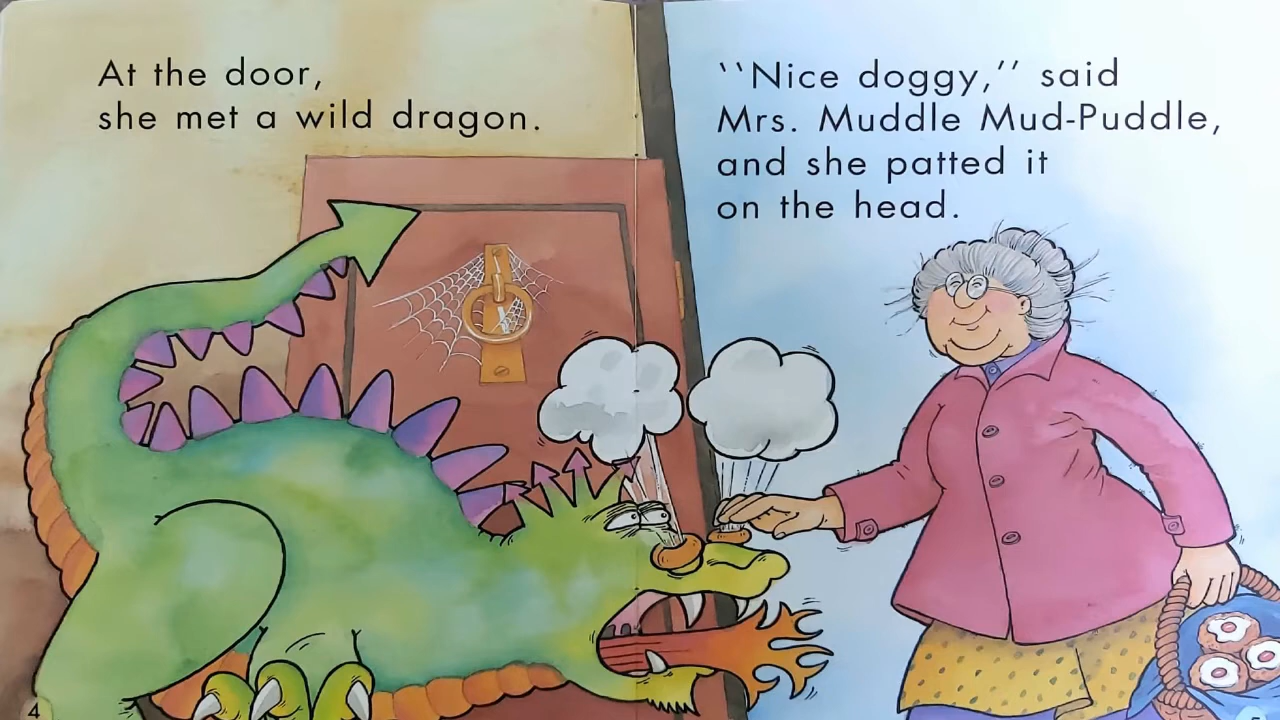 At the door,
she met a wild dragon.
``Nice doggy,'' said
Mrs. Muddle Mud-Puddle,
and she patted it
on the head.
4